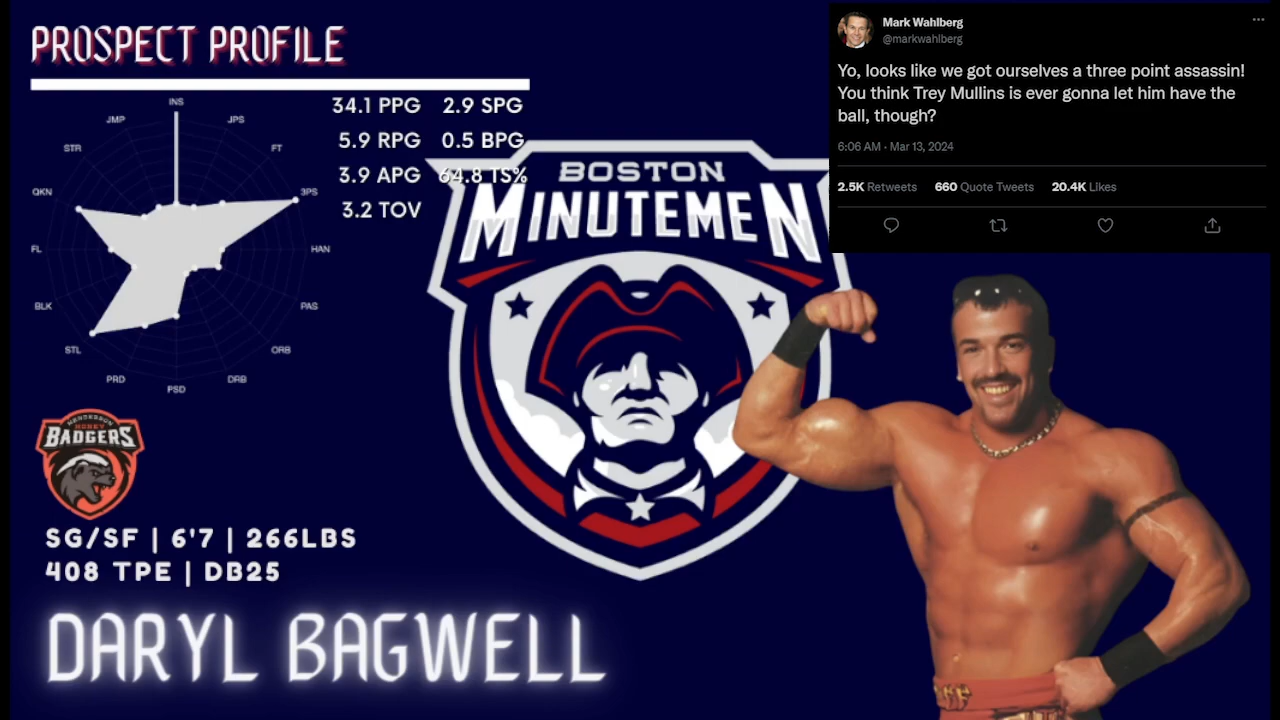 PROSPECT PROFILE
34.1 PPG 2.9 SPG
5.9 RPG 0.5 BPG
3.9 APG 64.8 TS%
3.2 TOV
INS
JMP
JPS
STR
FT
QKN
3PS
FL
HAN
BLK
PAS
STL
ORB
PRD
DRB
PSD
BOSTON
MINUTEMEN
Mark Wahlberg
@markwahlberg
Yo, looks like we got ourselves a three point assassin!
You think Trey Mullins is ever gonna let him have the
ball, though?
6:06 AM · Mar 13, 2024
2.5K Retweets 660 Quote Tweets 20.4K Likes
HENDERSON
HONEY
BADGERS
SG/SF | 6'7 | 266LBS
408 TPE | DB25
DARYL BAGWELL